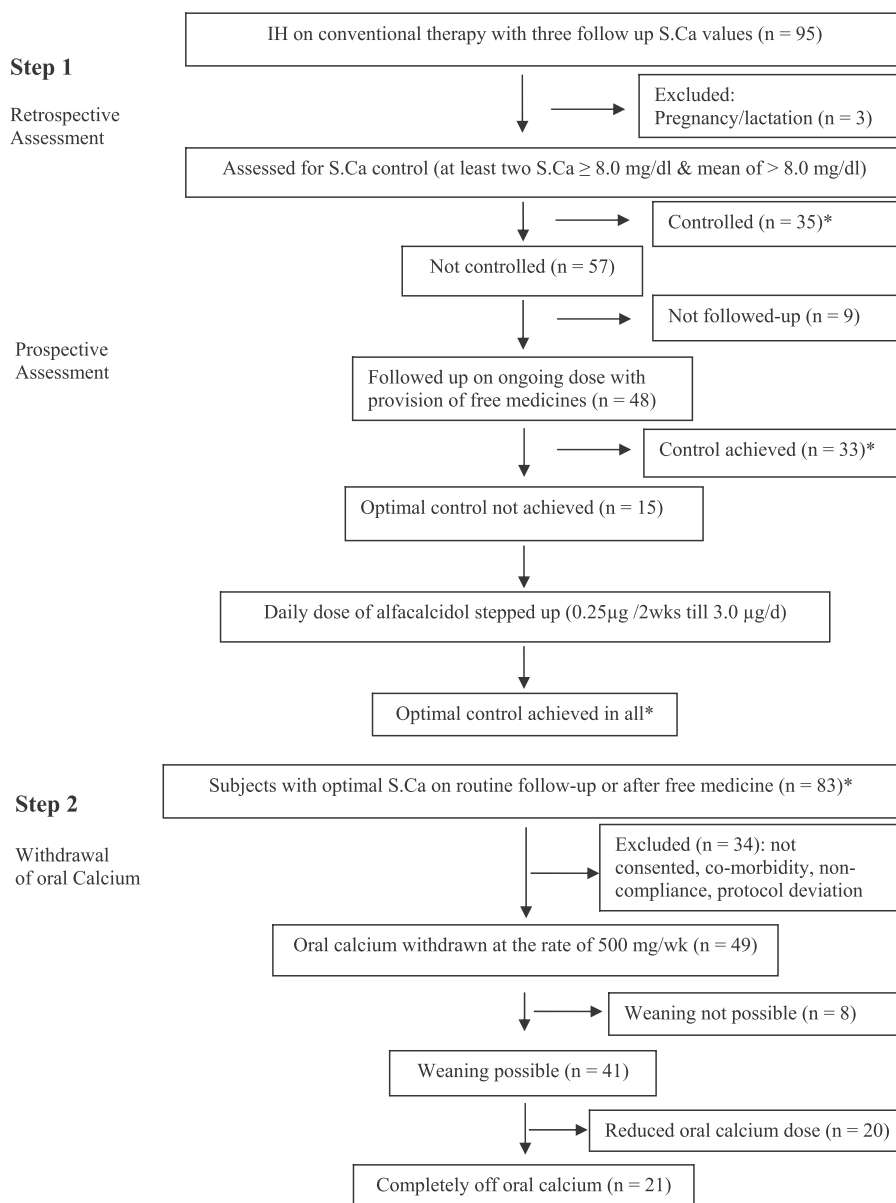 IH on conventional therapy with three follow up S.Ca values (n = 95)
Step 1
Retrospective
Assessment
Excluded:
Pregnancy/lactation (n = 3)
Assessed for S.Ca control (at least two S.Ca ≥ 8.0 mg/dl & mean of > 8.0 mg/dl)
Controlled (n = 35)*
Not controlled (n = 57)
Not followed-up (n = 9)
Prospective
Assessment
Followed up on ongoing dose with
provision of free medicines (n = 48)
Control achieved (n = 33)*
Optimal control not achieved (n = 15)
Daily dose of alfacalcidol stepped up (0.25µg /2wks till 3.0 µg/d)
Optimal control achieved in all*
Subjects with optimal S.Ca on routine follow-up or after free medicine (n = 83)*
Step 2
Withdrawal
of oral Calcium
Excluded (n = 34): not
consented, co-morbidity, non-
compliance, protocol deviation
Oral calcium withdrawn at the rate of 500 mg/wk (n = 49)
Weaning not possible (n = 8)
Weaning possible (n = 41)
Reduced oral calcium dose (n = 20)
Completely off oral calcium (n = 21)